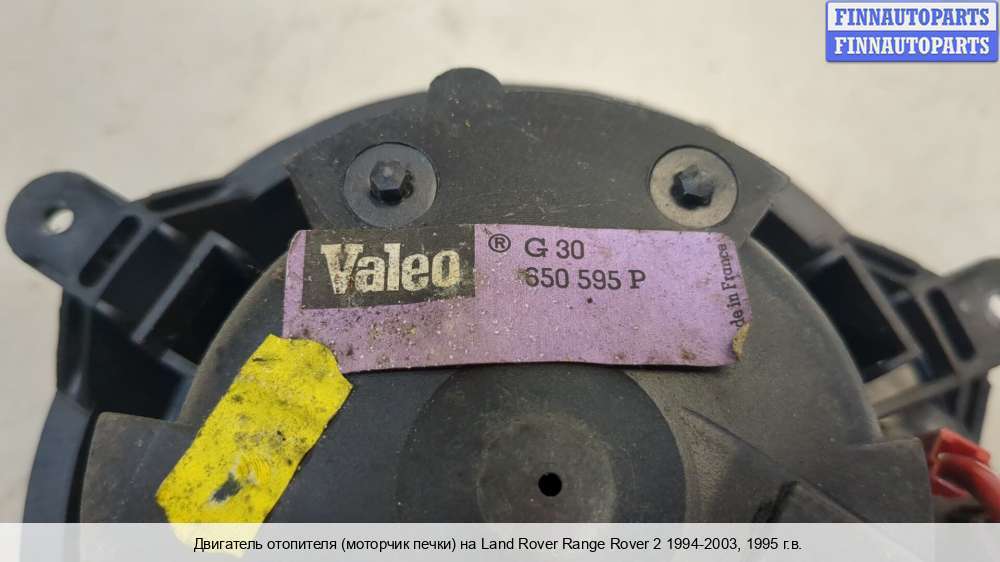 FINNAUTOPARTS
FINNAUTOPARTS
Valeo ® G 30
650 595 P
de in France
Двигатель отопителя (моторчик печки) на Land Rover Range Rover 2 1994-2003, 1995 г.в.